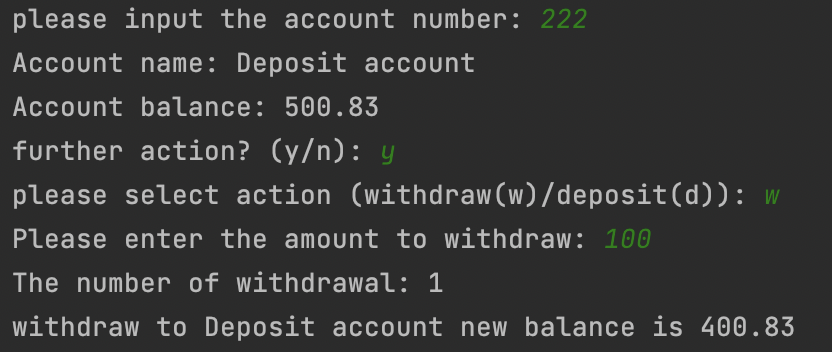 please input the account number: 222
Account name: Deposit account
Account balance: 500.83
further action? (y/n): y
please select action (withdraw(w)/deposit(d)): w
Please enter the amount to withdraw: 100
The number of withdrawal: 1
withdraw to Deposit account new balance is 400.83